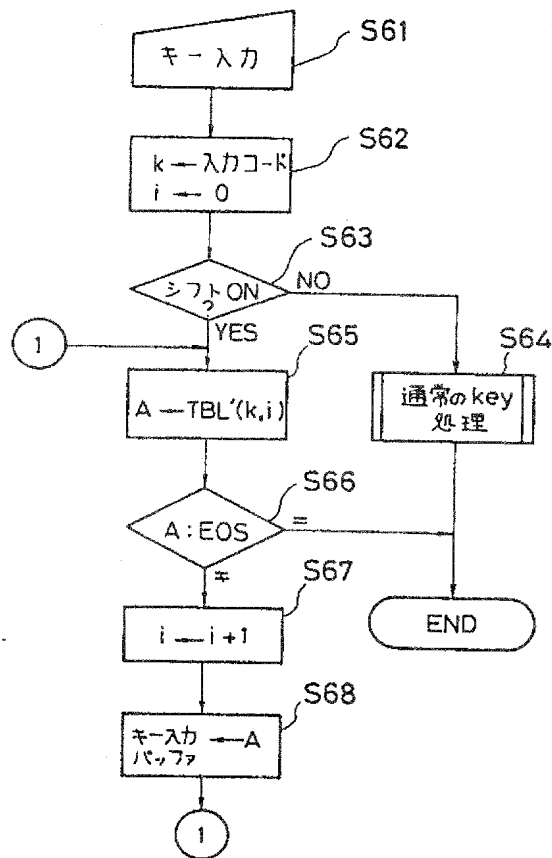 S61
キー入力
S62
k ← 入力コード
i ← 0
S63
シフト ON
?
NO
YES
1
S65
S64
A ← TBL'(k,i)
通常のkey
処理
S66
A : EOS
=
≠
S67
i ← i+1
END
S68
キー入力 ← A
バッファ
1